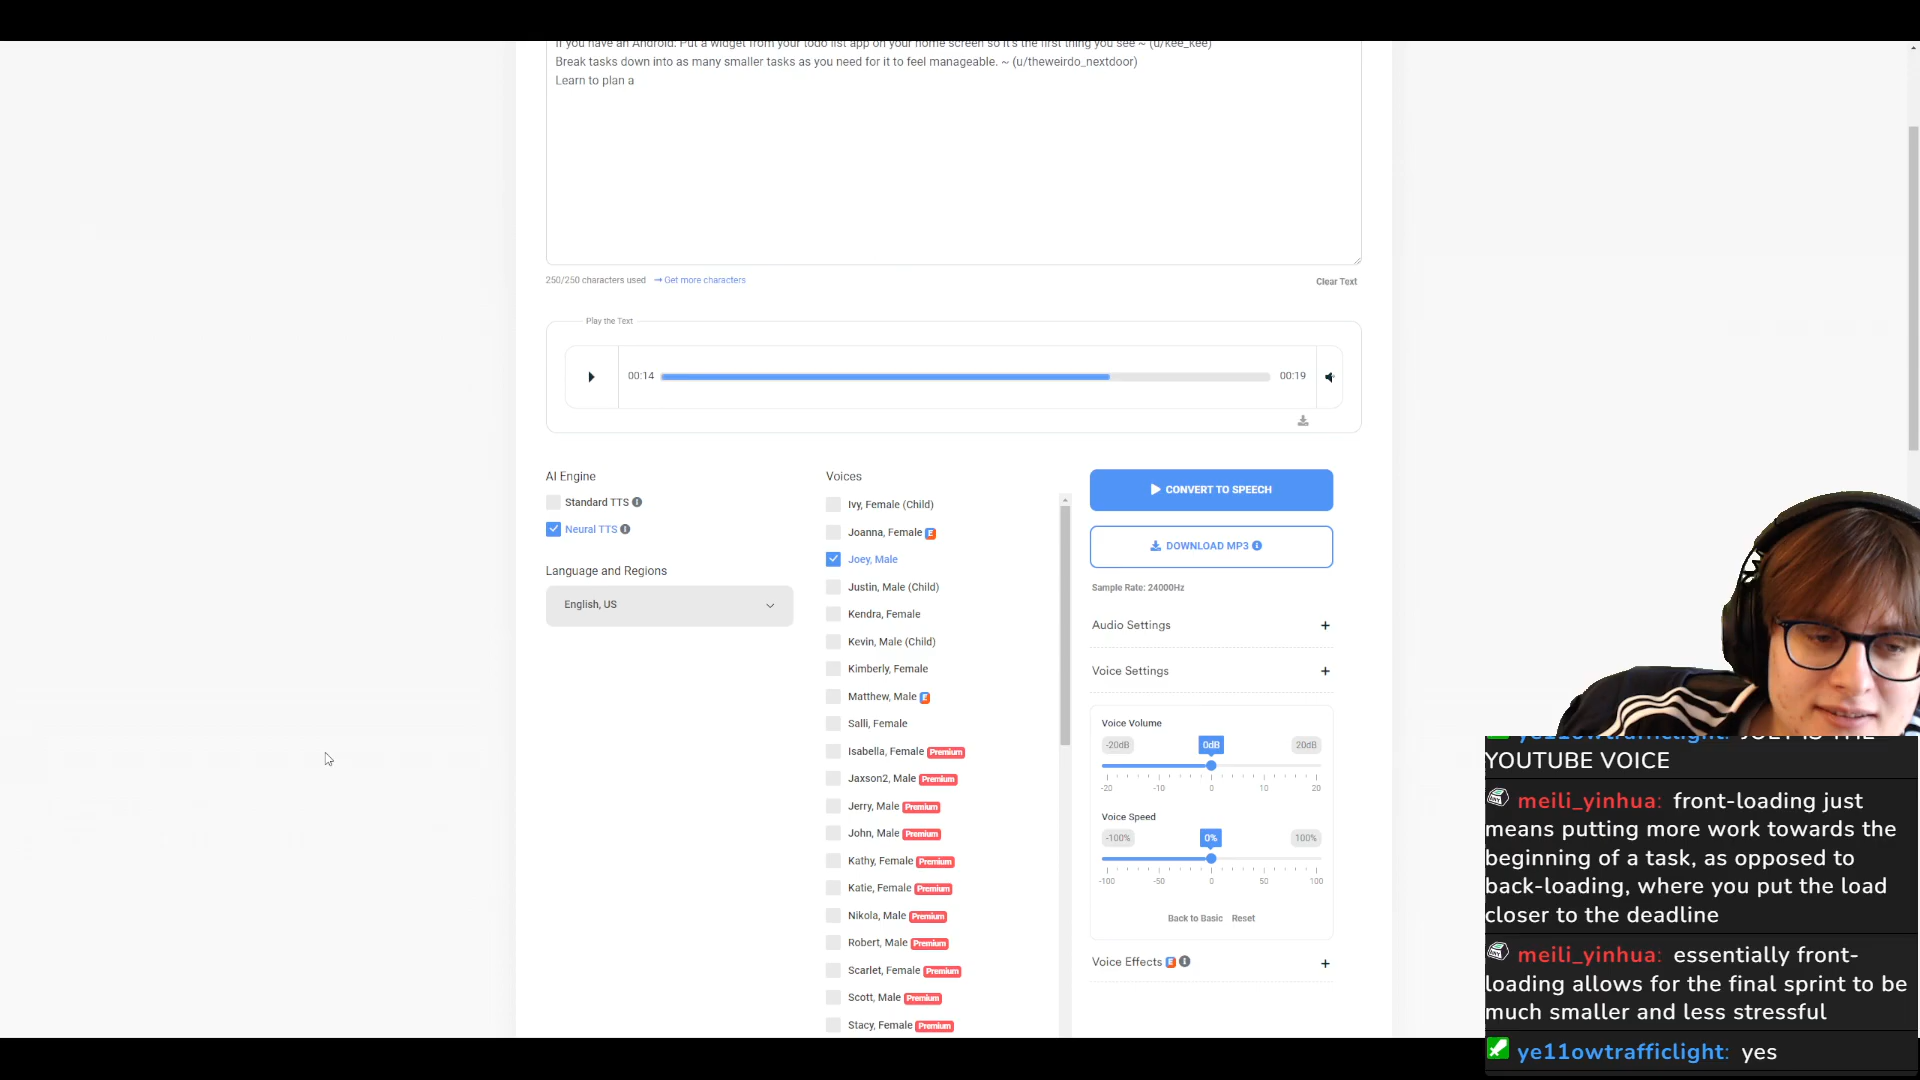 If you have an Android: Put a widget from your todo list app on your home screen so it's the first thing you see ~ (u/kee_kee)
Break tasks down into as many smaller tasks as you need for it to feel manageable. ~ (u/theweirdo_nextdoor)
Learn to plan a
250/250 characters used
Get more characters
Clear Text
Play the Text
00:14
00:19
AI Engine
Standard TTS
Neural TTS
Language and Regions
English, US
Voices
Ivy, Female (Child)
Joanna, Female E
Joey, Male
Justin, Male (Child)
Kendra, Female
Kevin, Male (Child)
Kimberly, Female
Matthew, Male E
Salli, Female
Isabella, Female Premium
Jaxson2, Male Premium
Jerry, Male Premium
John, Male Premium
Kathy, Female Premium
Katie, Female Premium
Nikola, Male Premium
Robert, Male Premium
Scarlet, Female Premium
Scott, Male Premium
Stacy, Female Premium
CONVERT TO SPEECH
DOWNLOAD MP3
Sample Rate: 24000Hz
Audio Settings +
Voice Settings +
Voice Volume
-20dB 0dB 20dB
-20 -10 0 10 20
Voice Speed
-100% 0% 100%
-100 -50 0 50 100
Back to Basic Reset
Voice Effects E +
ye11owtrafficlight: JOEY IS THE
YOUTUBE VOICE
meili_yinhua: front-loading just
means putting more work towards the
beginning of a task, as opposed to
back-loading, where you put the load
closer to the deadline
meili_yinhua: essentially front-
loading allows for the final sprint to be
much smaller and less stressful
ye11owtrafficlight: yes